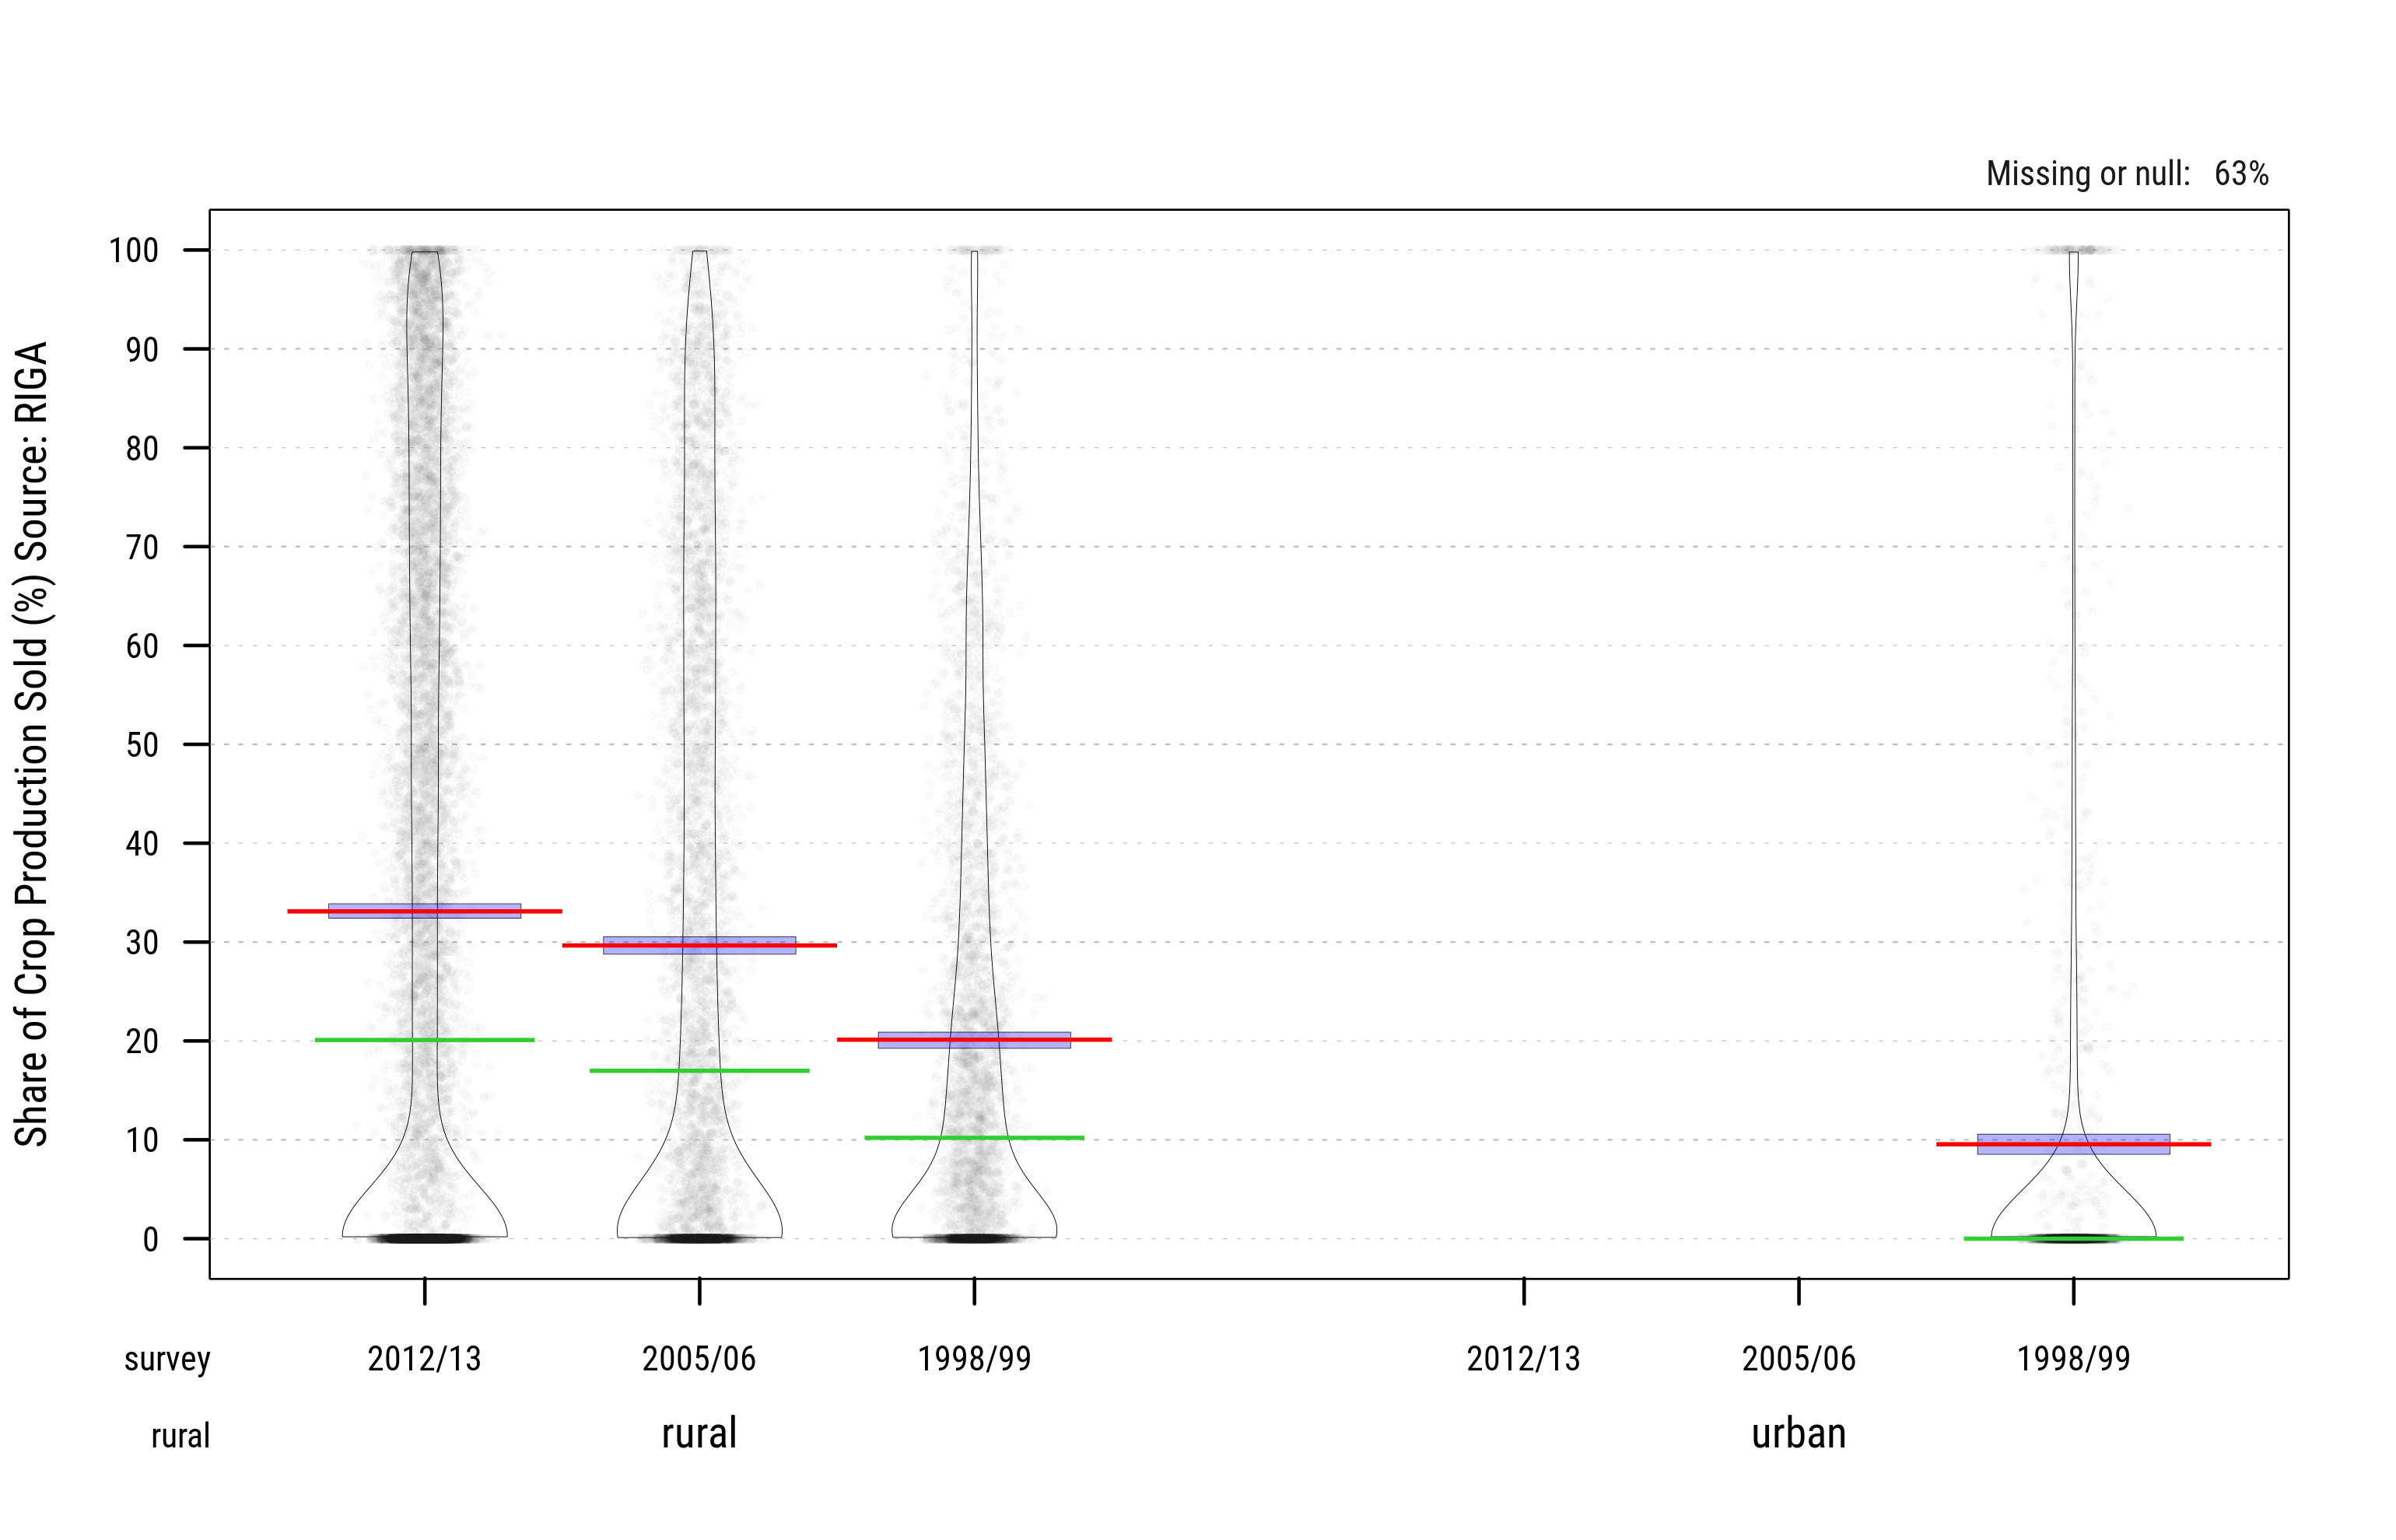 Missing or null: 63%
Share of Crop Production Sold (%) Source: RIGA
100
90
80
70
60
50
40
30
20
10
0
survey 2012/13 2005/06 1998/99 2012/13 2005/06 1998/99
rural rural urban